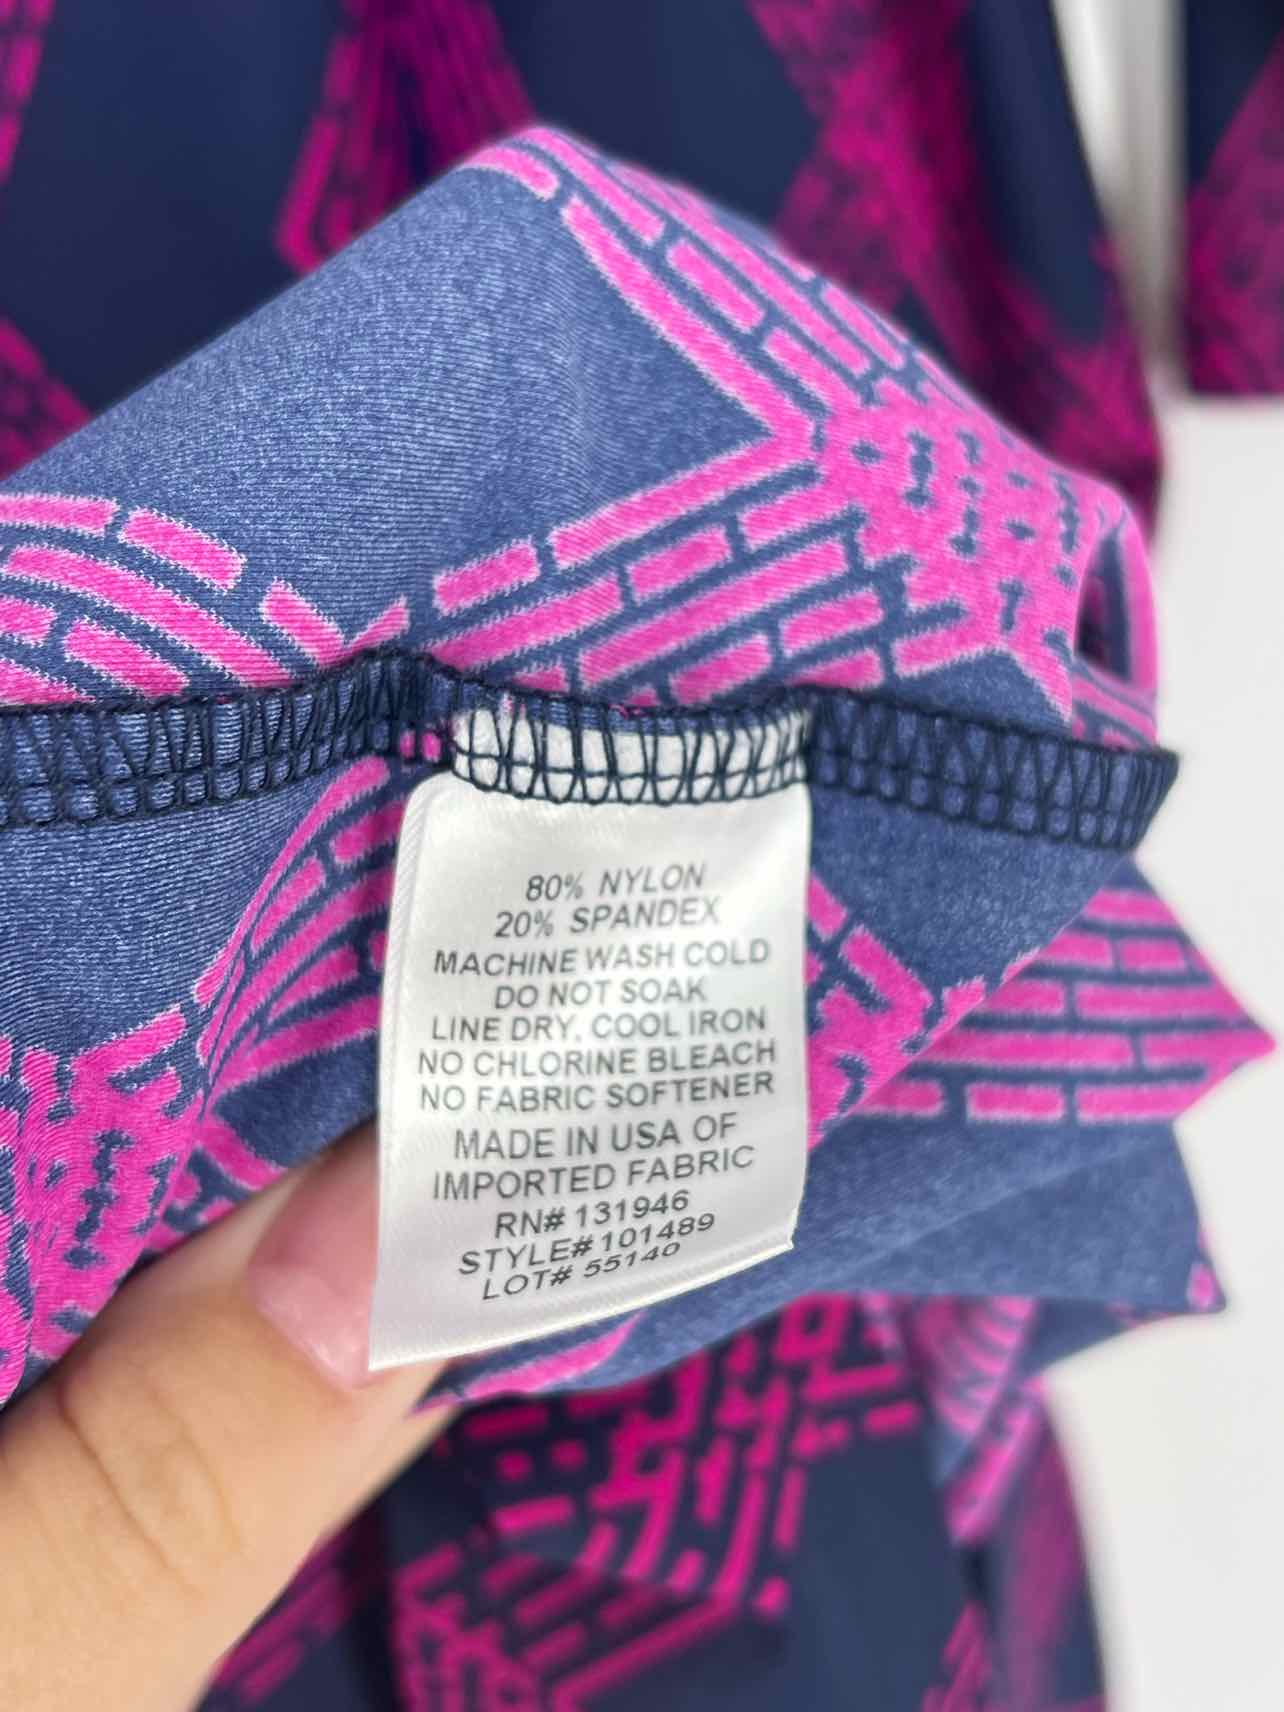 80% NYLON
20% SPANDEX
MACHINE WASH COLD
DO NOT SOAK
LINE DRY, COOL IRON
NO CHLORINE BLEACH
NO FABRIC SOFTENER
MADE IN USA OF
IMPORTED FABRIC
RN# 131946
STYLE#101489
LOT# 55140